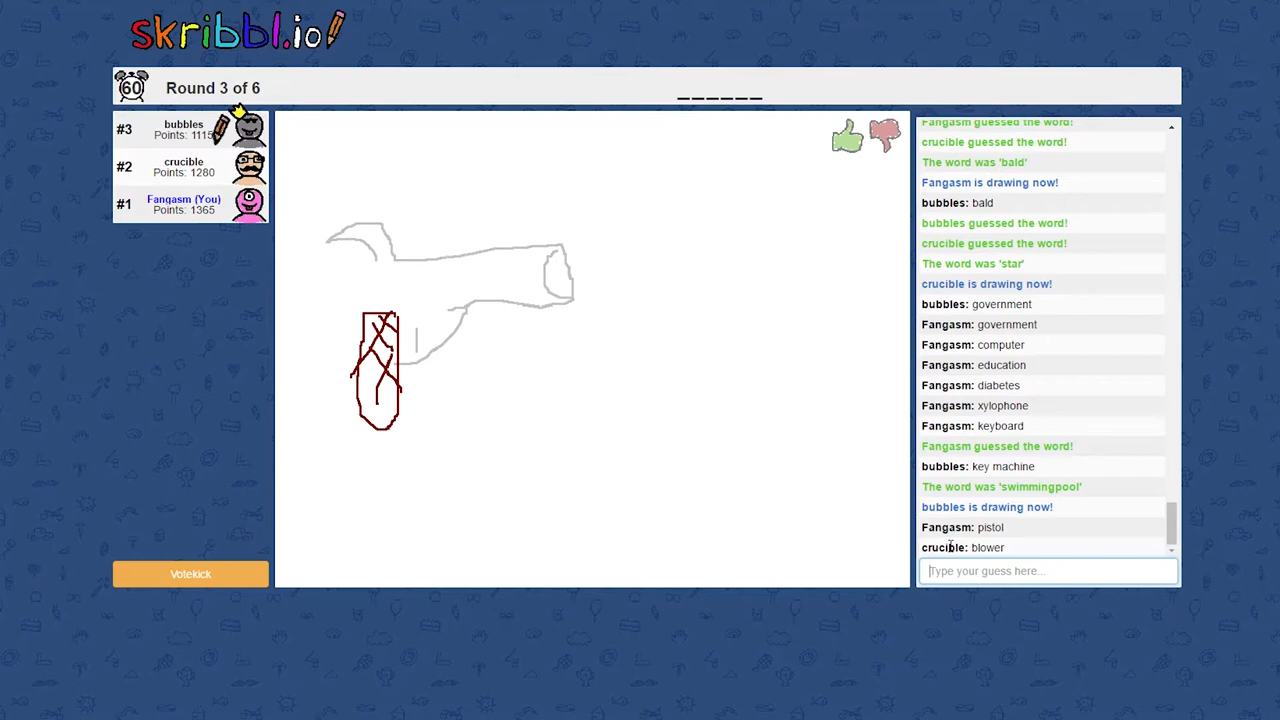 skribbl.io
60
Round 3 of 6
______
#3
bubbles
Points: 1115
#2
crucible
Points: 1280
#1
Fangasm (You)
Points: 1365
Votekick
Fangasm guessed the word!
crucible guessed the word!
The word was 'bald'
Fangasm is drawing now!
bubbles: bald
bubbles guessed the word!
crucible guessed the word!
The word was 'star'
crucible is drawing now!
bubbles: government
Fangasm: government
Fangasm: computer
Fangasm: education
Fangasm: diabetes
Fangasm: xylophone
Fangasm: keyboard
Fangasm guessed the word!
bubbles: key machine
The word was 'swimmingpool'
bubbles is drawing now!
Fangasm: pistol
crucible: blower
Type your guess here...